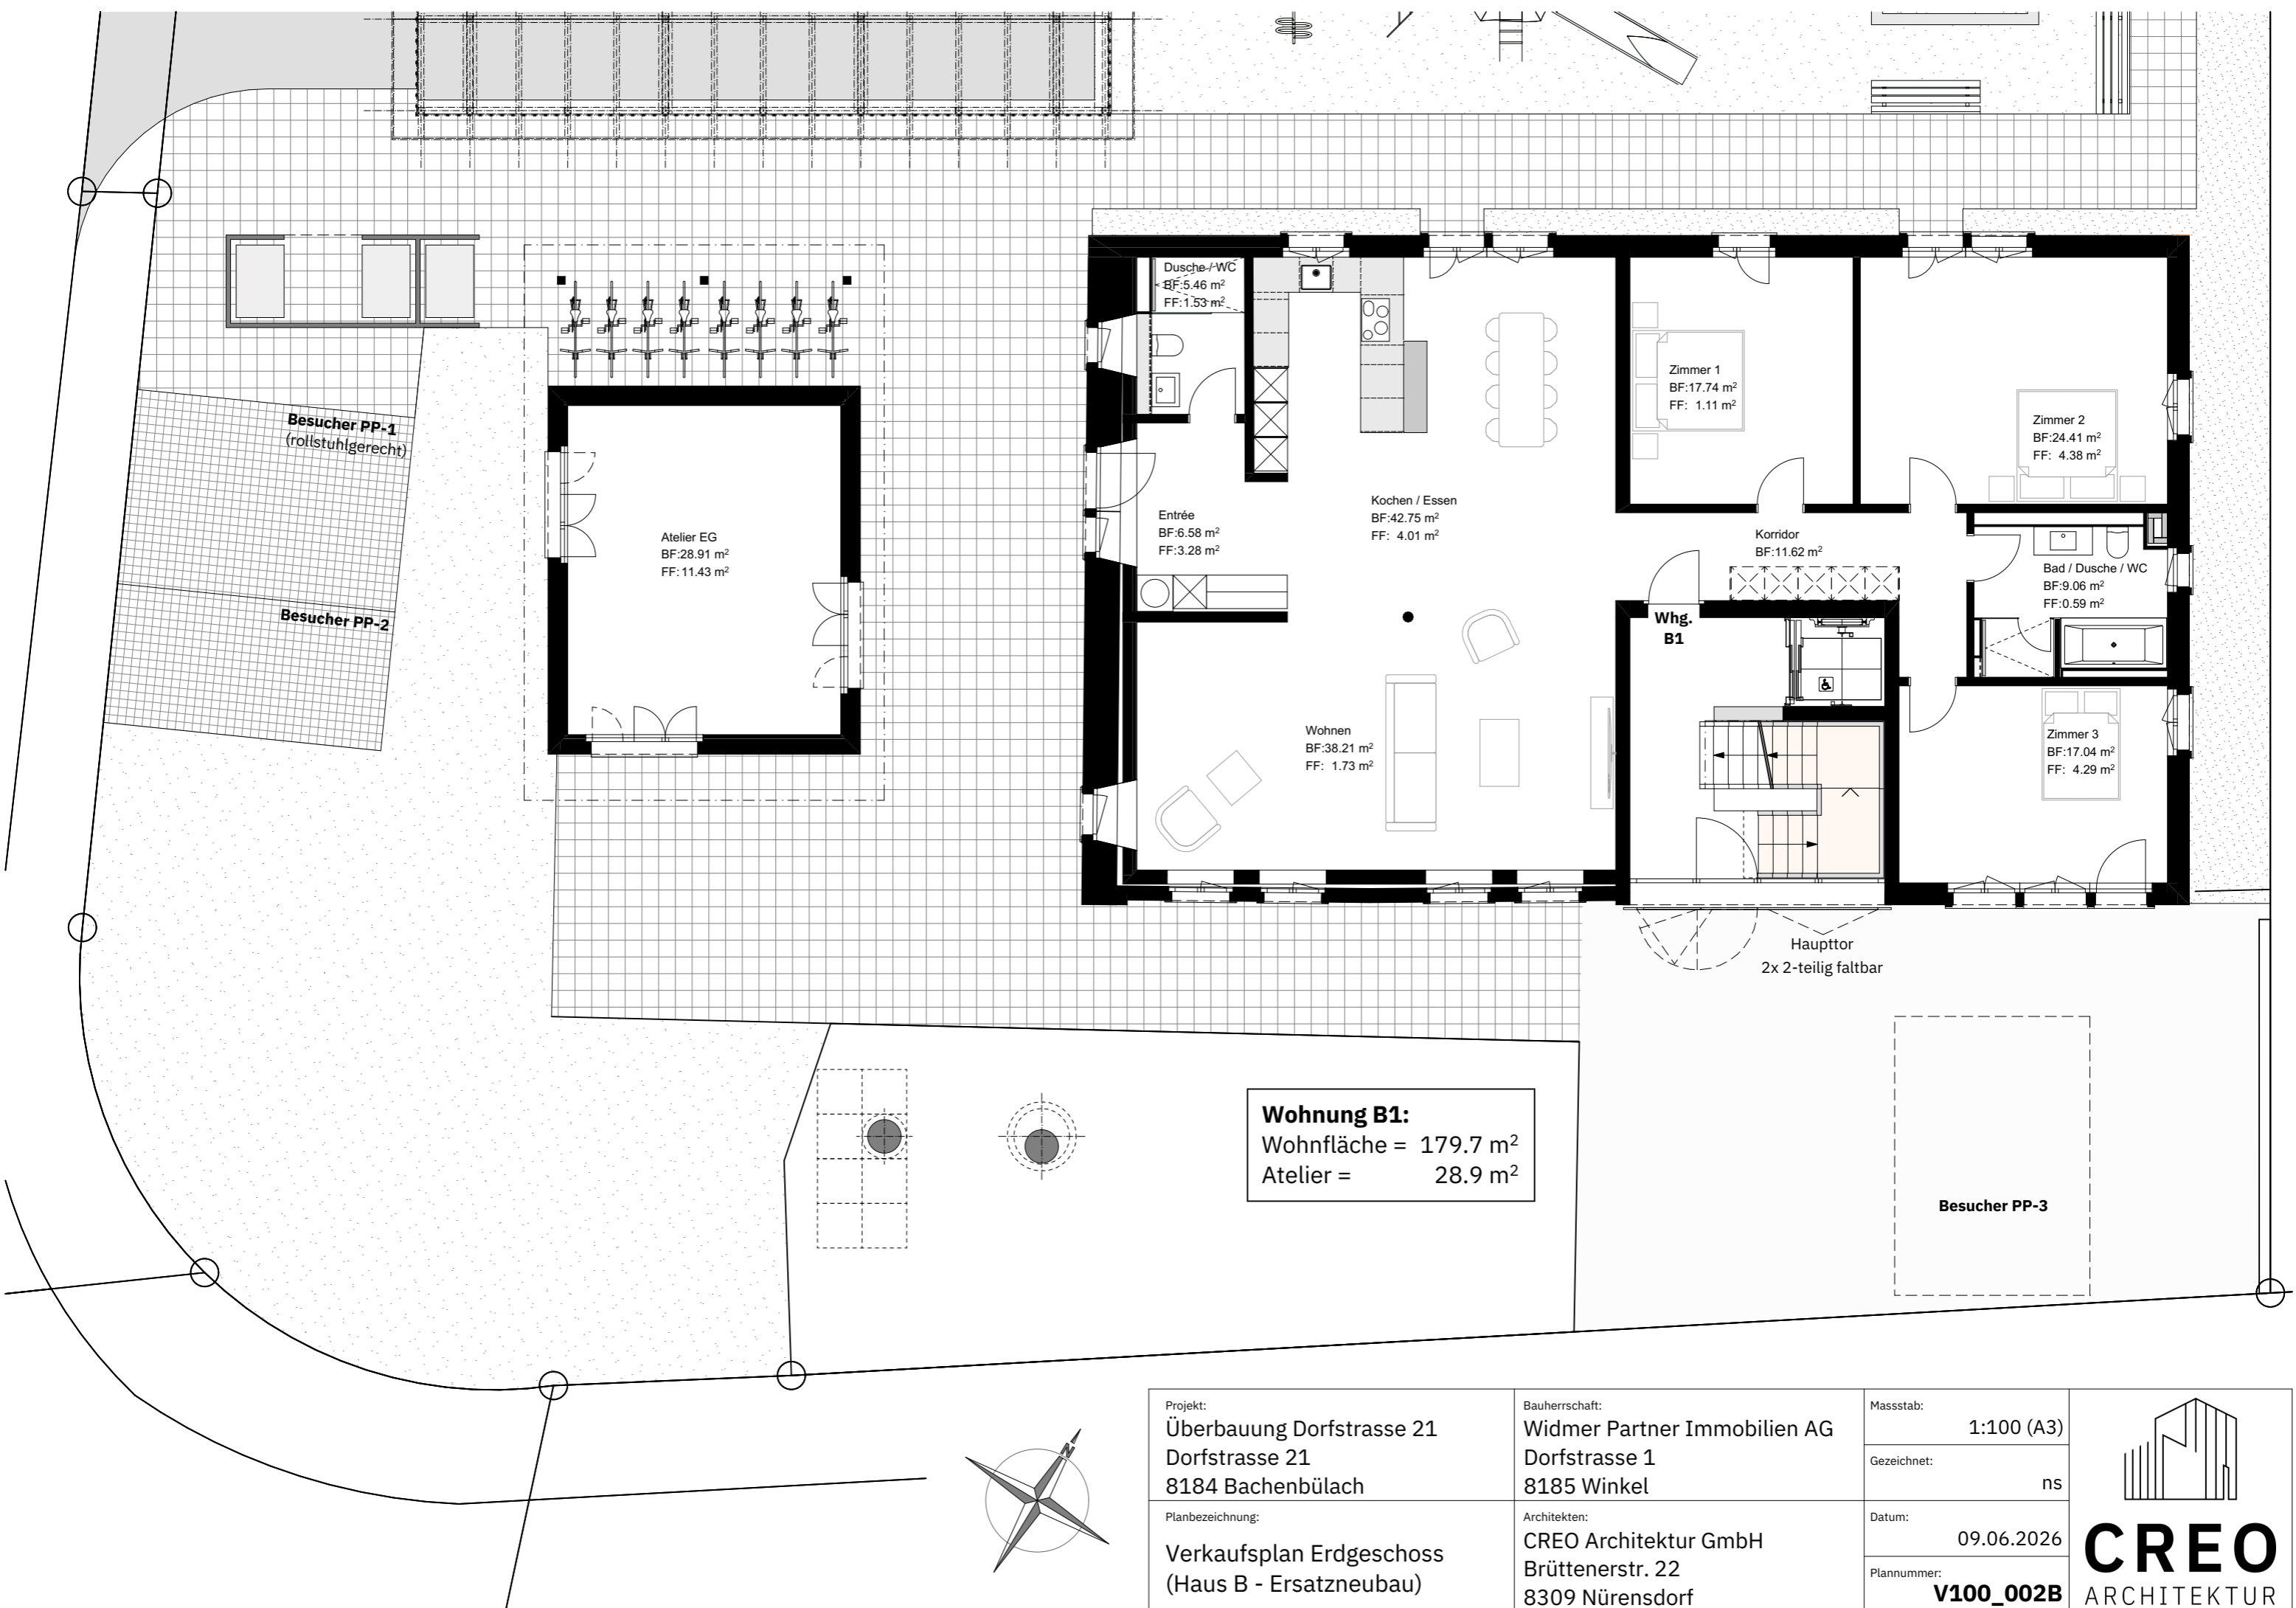 Dusche / WC
BF:5.46 m²
FF:1.53 m²
Besucher PP-1
(rollstuhlgerecht)
Besucher PP-2
Atelier EG
BF:28.91 m²
FF:11.43 m²
Entrée
BF:6.58 m²
FF:3.28 m²
Kochen / Essen
BF:42.75 m²
FF: 4.01 m²
Zimmer 1
BF:17.74 m²
FF: 1.11 m²
Zimmer 2
BF:24.41 m²
FF: 4.38 m²
Korridor
BF:11.62 m²
Bad / Dusche / WC
BF:9.06 m²
FF:0.59 m²
Whg.
B1
Wohnen
BF:38.21 m²
FF: 1.73 m²
Zimmer 3
BF:17.04 m²
FF: 4.29 m²
Haupttor
2x 2-teilig faltbar
Wohnung B1:
Wohnfläche = 179.7 m²
Atelier = 28.9 m²
Besucher PP-3
N
Projekt:
Überbauung Dorfstrasse 21
Dorfstrasse 21
8184 Bachenbülach
Planbezeichnung:
Verkaufsplan Erdgeschoss
(Haus B - Ersatzneubau)
Bauherrschaft:
Widmer Partner Immobilien AG
Dorfstrasse 1
8185 Winkel
Architekten:
CREO Architektur GmbH
Brüttenerstr. 22
8309 Nürensdorf
Massstab:
1:100 (A3)
Gezeichnet:
ns
Datum:
09.06.2026
Plannummer:
V100_002B
CREO
ARCHITEKTUR